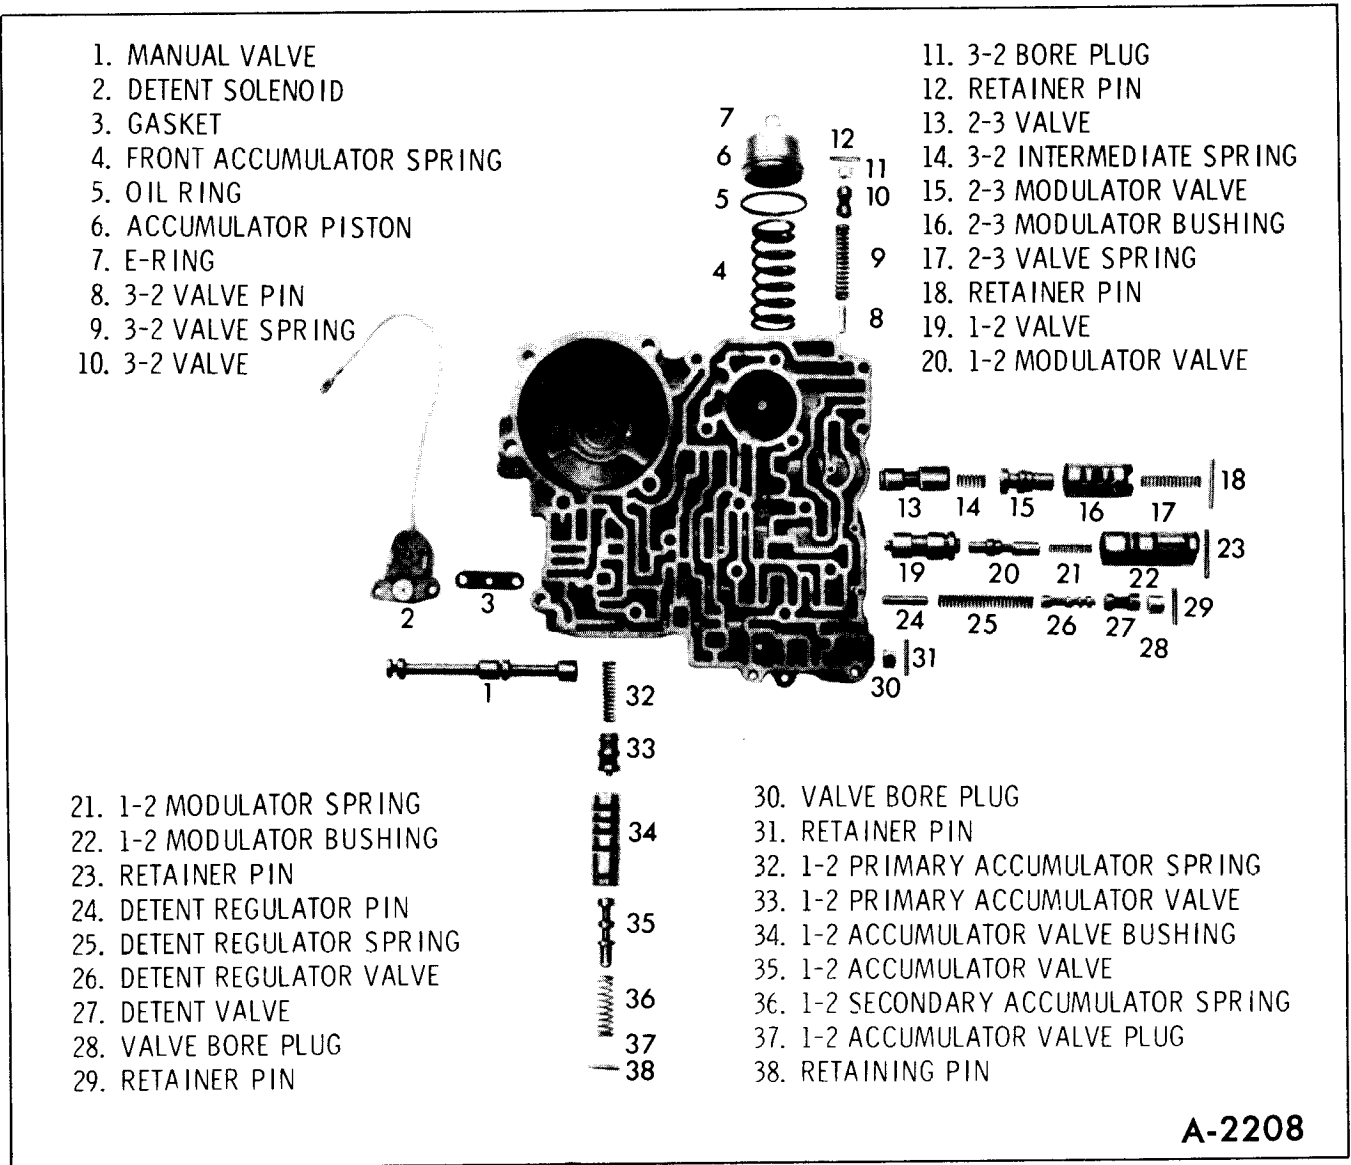 1. MANUAL VALVE
2. DETENT SOLENOID
3. GASKET
4. FRONT ACCUMULATOR SPRING
5. OIL RING
6. ACCUMULATOR PISTON
7. E-RING
8. 3-2 VALVE PIN
9. 3-2 VALVE SPRING
10. 3-2 VALVE
11. 3-2 BORE PLUG
12. RETAINER PIN
13. 2-3 VALVE
14. 3-2 INTERMEDIATE SPRING
15. 2-3 MODULATOR VALVE
16. 2-3 MODULATOR BUSHING
17. 2-3 VALVE SPRING
18. RETAINER PIN
19. 1-2 VALVE
20. 1-2 MODULATOR VALVE
7
12
6
11
5
10
4
9
8
18
13
14
15
16
17
23
19
20
21
22
2
3
24
25
26
27
28
29
31
30
1
32
33
34
35
36
37
38
21. 1-2 MODULATOR SPRING
22. 1-2 MODULATOR BUSHING
23. RETAINER PIN
24. DETENT REGULATOR PIN
25. DETENT REGULATOR SPRING
26. DETENT REGULATOR VALVE
27. DETENT VALVE
28. VALVE BORE PLUG
29. RETAINER PIN
30. VALVE BORE PLUG
31. RETAINER PIN
32. 1-2 PRIMARY ACCUMULATOR SPRING
33. 1-2 PRIMARY ACCUMULATOR VALVE
34. 1-2 ACCUMULATOR VALVE BUSHING
35. 1-2 ACCUMULATOR VALVE
36. 1-2 SECONDARY ACCUMULATOR SPRING
37. 1-2 ACCUMULATOR VALVE PLUG
38. RETAINING PIN
A-2208